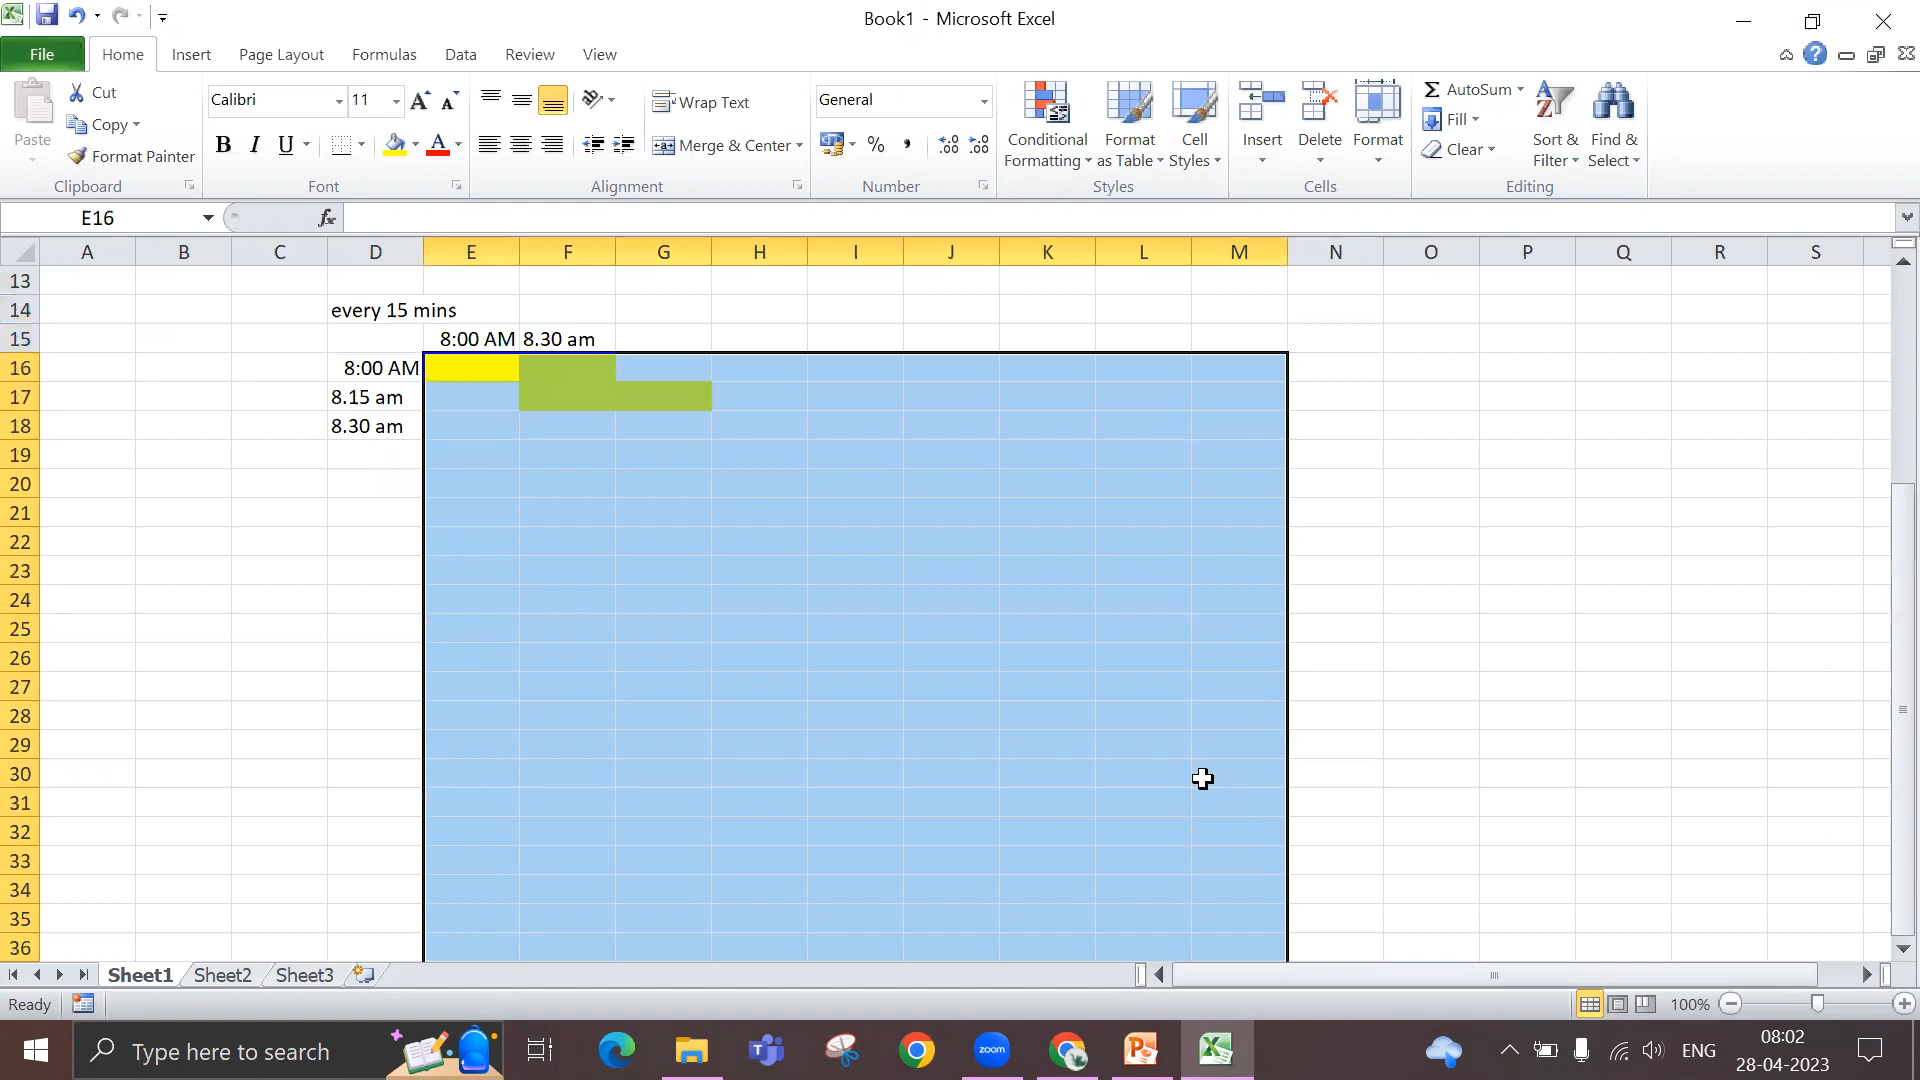 Book1 - Microsoft Excel
File Home Insert Page Layout Formulas Data Review View
Paste
Cut
Copy
Format Painter
Clipboard
Calibri 11
B I U
Font
Wrap Text
Merge & Center
Alignment
General
Number
Conditional Formatting
Format as Table
Cell Styles
Styles
Insert Delete Format
Cells
AutoSum
Fill
Clear
Sort & Filter
Find & Select
Editing
E16 fx
A B C D E F G H I J K L M N O P Q R S
13
14 every 15 mins
15 8:00 AM 8.30 am
16 8:00 AM
17 8.15 am
18 8.30 am
19
20
21
22
23
24
25
26
27
28
29
30
31
32
33
34
35
36
Sheet1 Sheet2 Sheet3
Ready 100%
Type here to search
zoom
ENG
08:02
28-04-2023